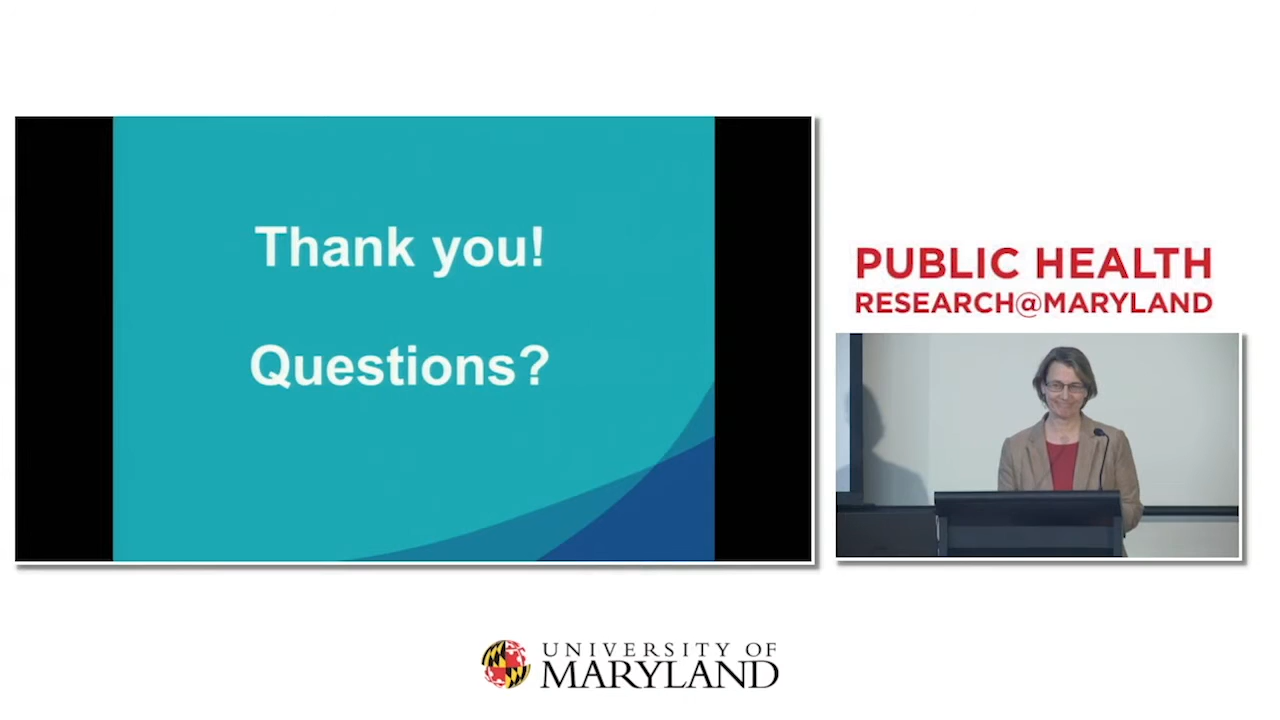 Thank you!
Questions?
PUBLIC HEALTH
RESEARCH@MARYLAND
UNIVERSITY OF
MARYLAND